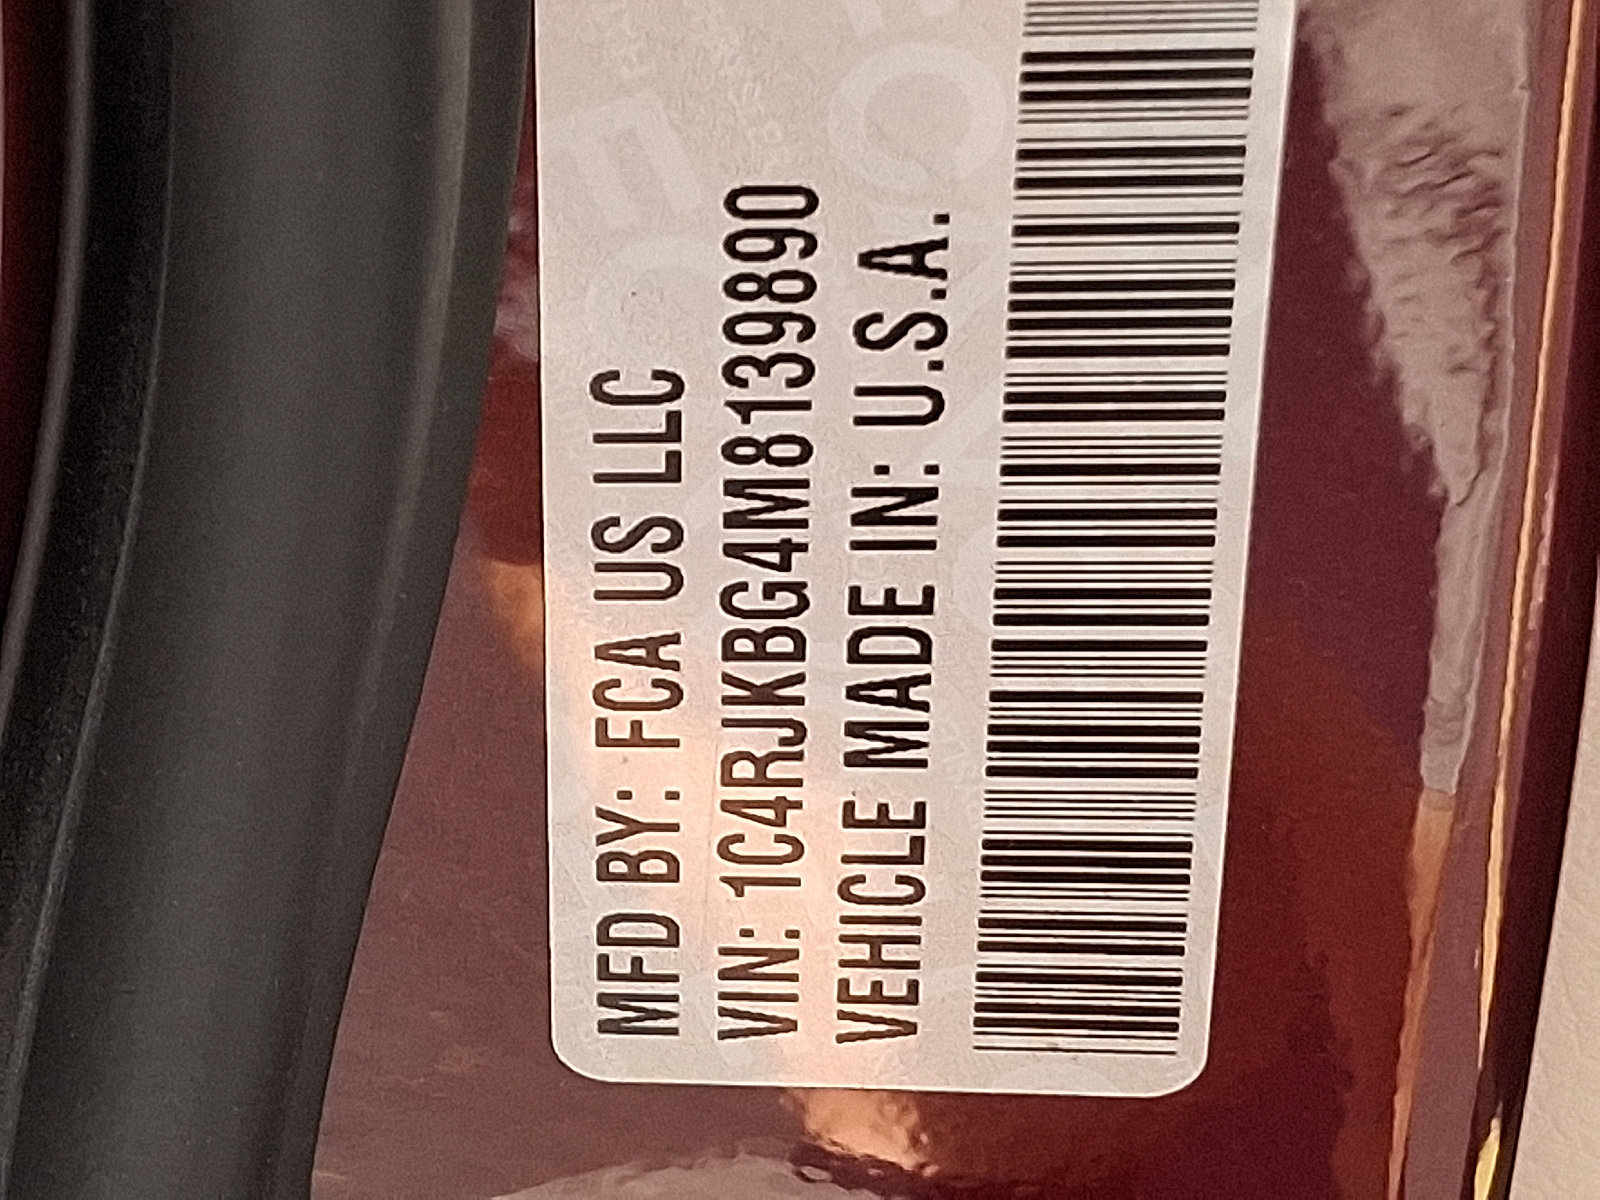 MFD BY: FCA US LLC
VIN: 1C4RJKBG4M8139890
VEHICLE MADE IN: U.S.A.